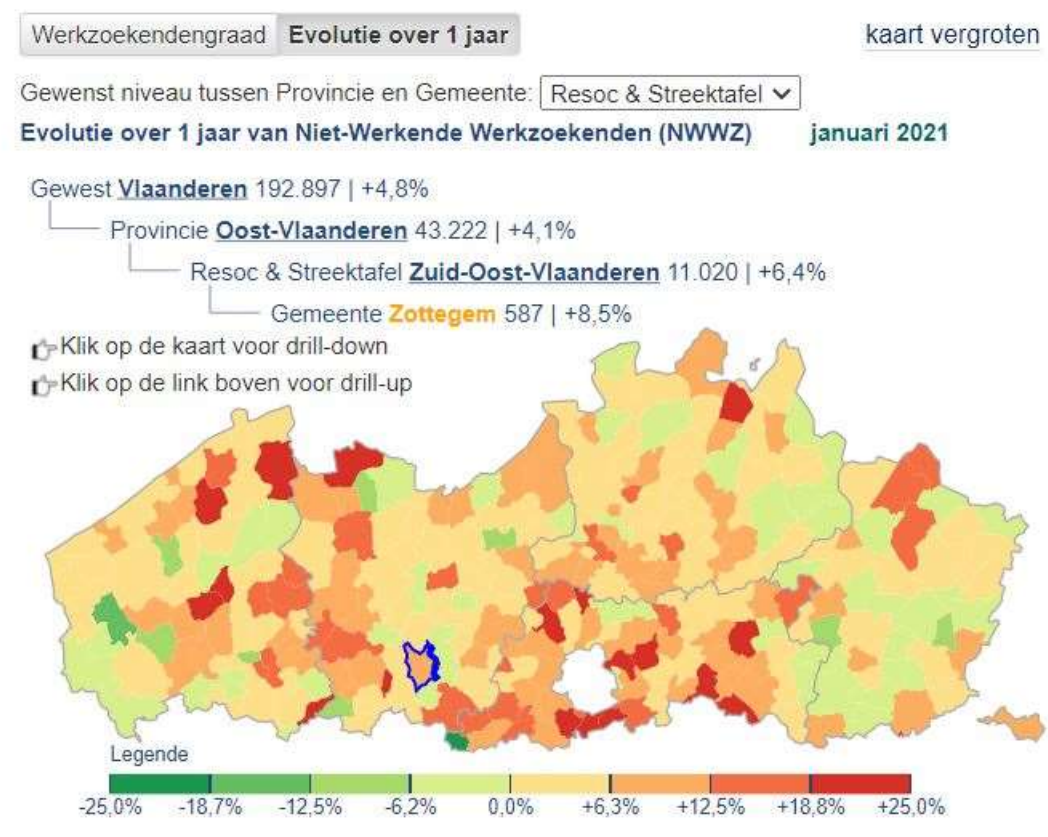 Werkzoekendengraad Evolutie over 1 jaar kaart vergroten
Gewenst niveau tussen Provincie en Gemeente: Resoc & Streektafel
Evolutie over 1 jaar van Niet-Werkende Werkzoekenden (NWWZ) januari 2021
Gewest Vlaanderen 192.897 | +4,8%
Provincie Oost-Vlaanderen 43.222 | +4,1%
Resoc & Streektafel Zuid-Oost-Vlaanderen 11.020 | +6,4%
Gemeente Zottegem 587 | +8,5%
Klik op de kaart voor drill-down
Klik op de link boven voor drill-up
Legende
-25,0% -18,7% -12,5% -6,2% 0,0% +6,3% +12,5% +18,8% +25,0%